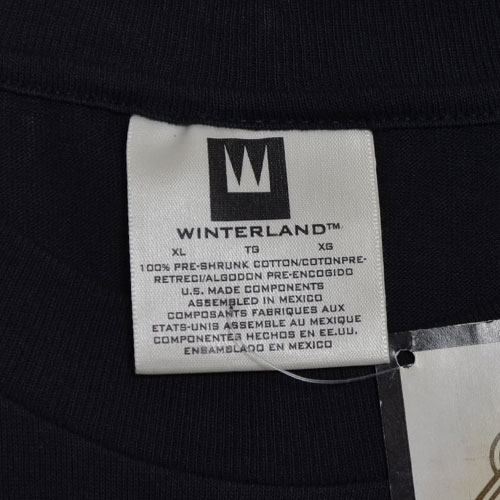 W
WINTERLAND™
XL TG XG
100% PRE-SHRUNK COTTON/COTONPRE-
RETRECI/ALGODON PRE-ENCOGIDO
U.S. MADE COMPONENTS
ASSEMBLED IN MEXICO
COMPOSANTS FABRIQUES AUX
ETATS-UNIS ASSEMBLE AU MEXIQUE
COMPONENTES HECHOS EN EE.UU.
ENSAMBLADO EN MEXICO